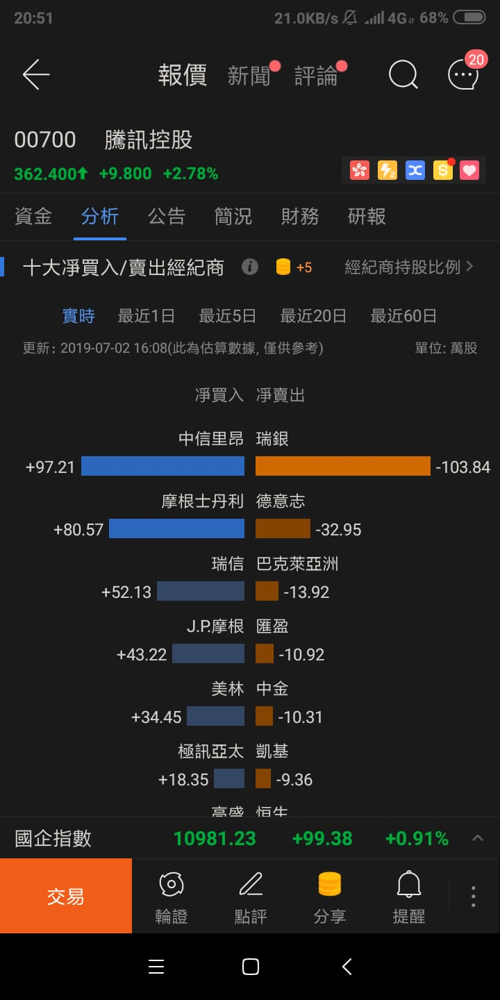 20:51 21.0KB/s 4G 68%
報價 新聞 評論 20
00700 騰訊控股
362.400↑ +9.800 +2.78%
資金 分析 公告 簡況 財務 研報
十大凈買入/賣出經紀商 +5 經紀商持股比例 >
實時 最近1日 最近5日 最近20日 最近60日
更新: 2019-07-02 16:08(此為估算數據, 僅供參考) 單位: 萬股
凈買入 凈賣出
中信里昂 瑞銀
+97.21 -103.84
摩根士丹利 德意志
+80.57 -32.95
瑞信 巴克萊亞洲
+52.13 -13.92
J.P.摩根 匯盈
+43.22 -10.92
美林 中金
+34.45 -10.31
極訊亞太 凱基
+18.35 -9.36
高盛 恒生
國企指數 10981.23 +99.38 +0.91%
交易 輪證 點評 分享 提醒